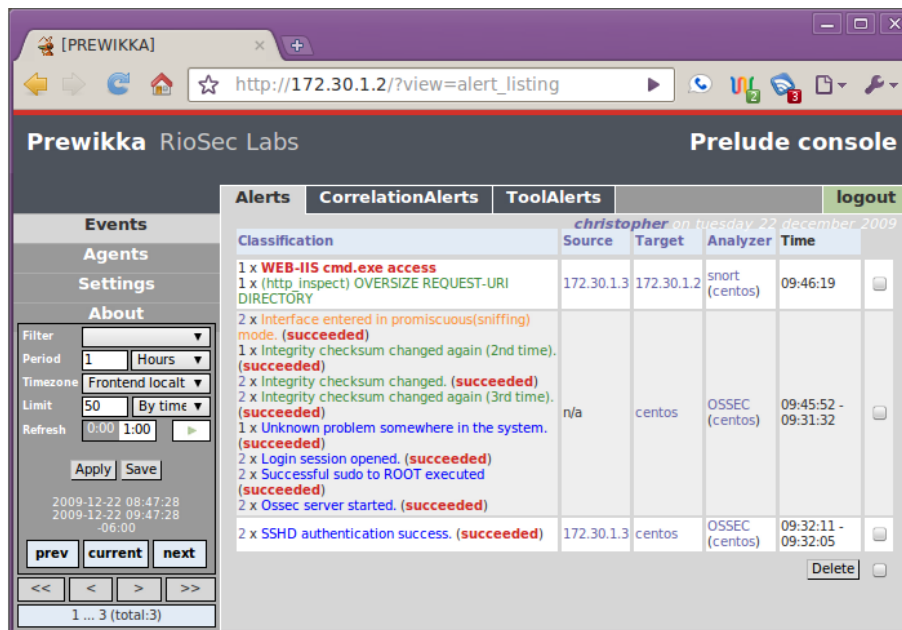 [PREWIKKA]
http://172.30.1.2/?view=alert_listing
2
3
Prewikka RioSec Labs
Prelude console
Alerts CorrelationAlerts ToolAlerts logout
christopher on tuesday 22 december 2009
Events
Agents
Settings
About
Filter
Period 1 Hours
Timezone Frontend localt
Limit 50 By time
Refresh 0:00 1:00
Apply Save
2009-12-22 08:47:28
2009-12-22 09:47:28
-06:00
prev current next
<< < > >>
1 ... 3 (total:3)
Classification Source Target Analyzer Time
1 x WEB-IIS cmd.exe access
1 x (http_inspect) OVERSIZE REQUEST-URI
DIRECTORY
172.30.1.3 172.30.1.2
snort
(centos)
09:46:19
2 x Interface entered in promiscuous(sniffing)
mode. (succeeded)
1 x Integrity checksum changed again (2nd time).
(succeeded)
2 x Integrity checksum changed. (succeeded)
2 x Integrity checksum changed again (3rd time).
(succeeded)
1 x Unknown problem somewhere in the system.
(succeeded)
2 x Login session opened. (succeeded)
2 x Successful sudo to ROOT executed
(succeeded)
2 x Ossec server started. (succeeded)
n/a
centos
OSSEC
(centos)
09:45:52 -
09:31:32
2 x SSHD authentication success. (succeeded)
172.30.1.3 centos
OSSEC
(centos)
09:32:11 -
09:32:05
Delete